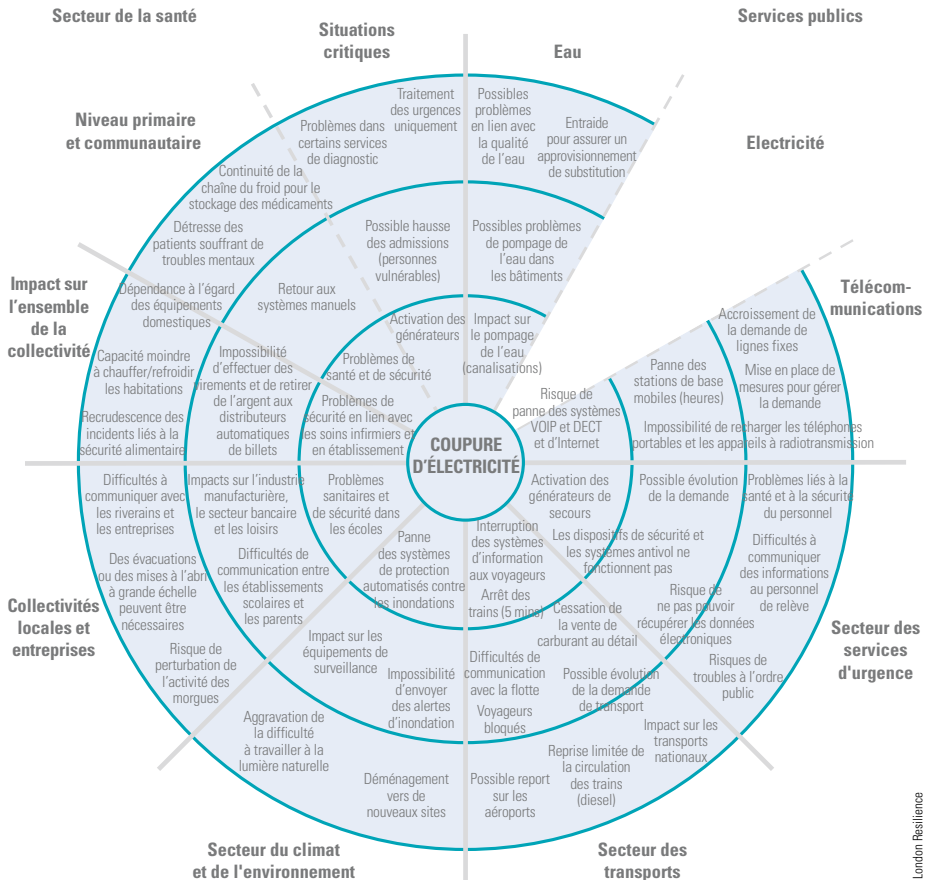 Secteur de la santé
Services publics
Situations
critiques
Eau
Niveau primaire
et communautaire
Electricité
Impact sur
l'ensemble
de la
collectivité
Télécom-
munications
Collectivités
locales et
entreprises
Secteur des
services
d'urgence
Secteur du climat
et de l'environnement
Secteur des
transports
COUPURE
D'ÉLECTRICITÉ
Traitement
des urgences
uniquement
Problèmes dans
certains services
de diagnostic
Possible hausse
des admissions
(personnes
vulnérables)
Activation des
générateurs
Possibles
problèmes
en lien avec
la qualité
de l'eau
Entraide
pour assurer un
approvisionnement
de substitution
Possibles problèmes
de pompage de
l'eau dans
les bâtiments
Impact sur
le pompage
de l'eau
(canalisations)
Continuité de la
chaîne du froid pour le
stockage des médicaments
Détresse des
patients souffrant de
troubles mentaux
Retour aux
systèmes manuels
Problèmes de
santé et de sécurité
Dépendance à l'égard
des équipements
domestiques
Capacité moindre
à chauffer/refroidir
les habitations
Recrudescence des
incidents liés à la
sécurité alimentaire
Impossibilité
d'effectuer des
virements et de retirer
de l'argent aux
distributeurs
automatiques
de billets
Problèmes de
sécurité en lien avec
les soins infirmiers et
en établissement
Accroissement de
la demande de
lignes fixes
Mise en place de
mesures pour gérer
la demande
Panne des
stations de base
mobiles (heures)
Impossibilité de recharger les téléphones
portables et les appareils à radiotransmission
Risque de
panne des systèmes
VOIP et DECT
et d'Internet
Difficultés à
communiquer avec
les riverains et
les entreprises
Des évacuations
ou des mises à l'abri
à grande échelle
peuvent être
nécessaires
Risque de
perturbation de
l'activité des
morgues
Impacts sur l'industrie
manufacturière,
le secteur bancaire
et les loisirs
Difficultés de
communication entre
les établissements
scolaires et
les parents
Problèmes
sanitaires et
de sécurité dans
les écoles
Panne
des systèmes
de protection
automatisés contre
les inondations
Impact sur les
équipements de
surveillance
Impossibilité
d'envoyer
des alertes
d'inondation
Aggravation de
la difficulté
à travailler à la
lumière naturelle
Déménagement
vers de
nouveaux sites
Interruption
des systèmes
d'information
aux voyageurs
Arrêt des
trains (5 mins)
Cessation de
la vente de
carburant au détail
Difficultés de
communication
avec la flotte
Voyageurs
bloqués
Possible évolution
de la demande
de transport
Possible report
sur les
aéroports
Reprise limitée de
la circulation
des trains
(diesel)
Impact sur les
transports
nationaux
Activation des
générateurs de
secours
Possible évolution
de la demande
Les dispositifs de sécurité et
les systèmes antivol ne
fonctionnent pas
Risque de
ne pas pouvoir
récupérer les données
électroniques
Problèmes liés à la
santé et à la sécurité
du personnel
Difficultés à
communiquer
des informations
au personnel
de relève
Risques de
troubles à l'ordre
public
London Resilience